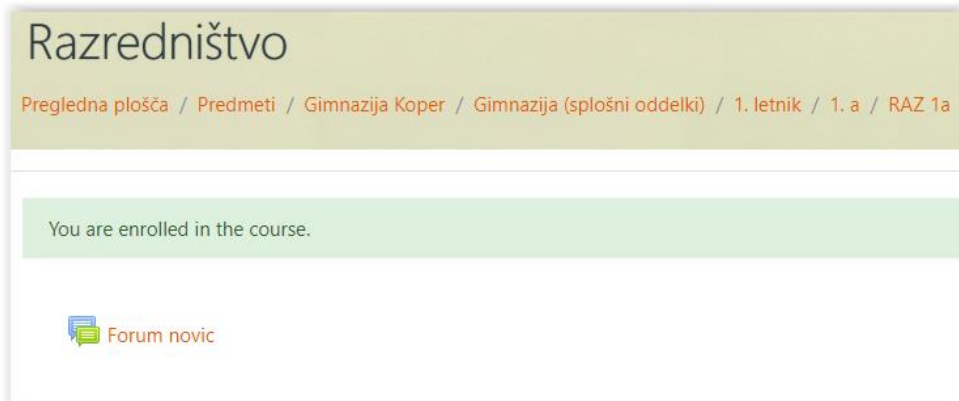 Razredništvo
Pregledna plošča / Predmeti / Gimnazija Koper / Gimnazija (splošni oddelki) / 1. letnik / 1. a / RAZ 1a
You are enrolled in the course.
Forum novic